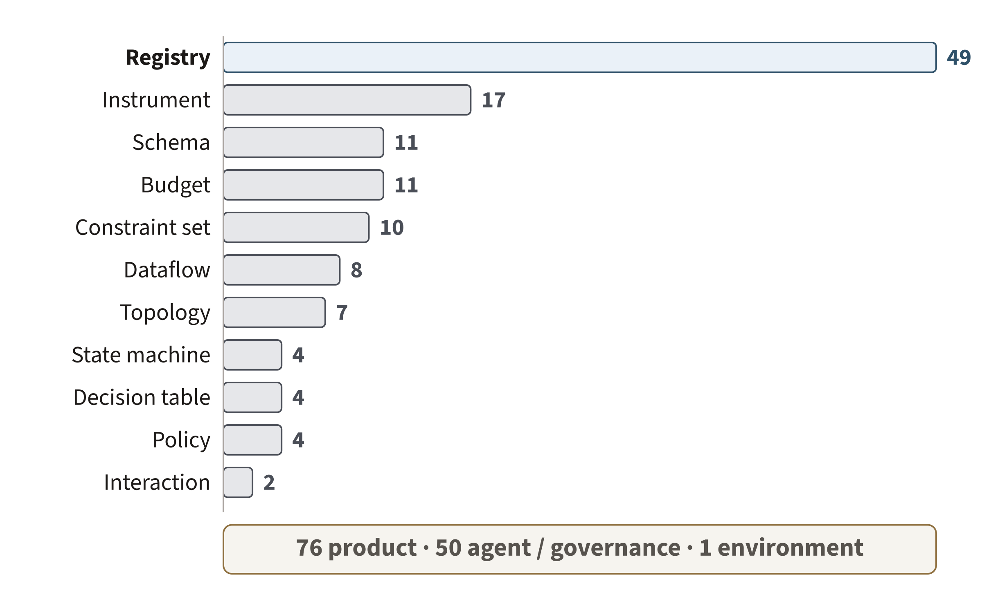 Registry 49
Instrument 17
Schema 11
Budget 11
Constraint set 10
Dataflow 8
Topology 7
State machine 4
Decision table 4
Policy 4
Interaction 2
76 product · 50 agent / governance · 1 environment